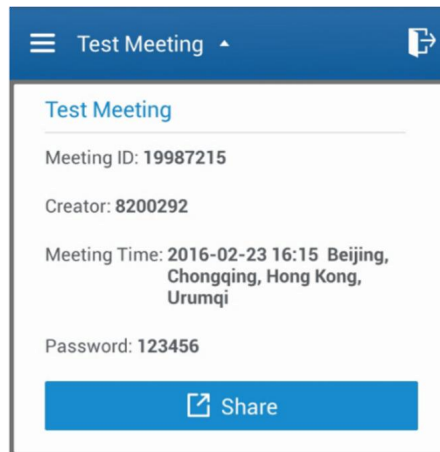 Test Meeting
Test Meeting
Meeting ID: 19987215
Creator: 8200292
Meeting Time: 2016-02-23 16:15 Beijing,
Chongqing, Hong Kong,
Urumqi
Password: 123456
Share